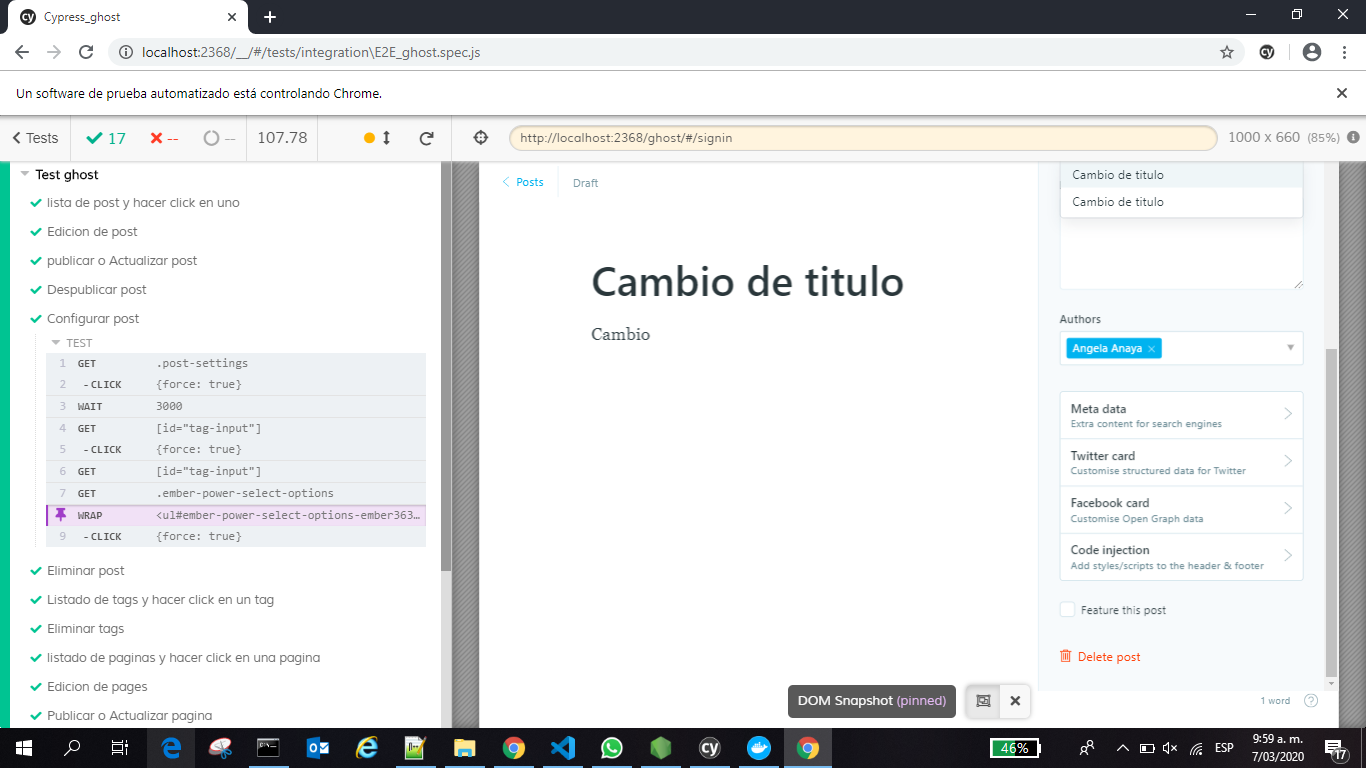 Cypress_ghost
localhost:2368/__/#/tests/integration\E2E_ghost.spec.js
Un software de prueba automatizado está controlando Chrome.
Tests 17 -- -- 107.78 http://localhost:2368/ghost/#/signin 1000 x 660 (85%)
Test ghost
lista de post y hacer click en uno
Edicion de post
publicar o Actualizar post
Despublicar post
Configurar post
TEST
1 GET .post-settings
2 -CLICK {force: true}
3 WAIT 3000
4 GET [id="tag-input"]
5 -CLICK {force: true}
6 GET [id="tag-input"]
7 GET .ember-power-select-options
WRAP <ul#ember-power-select-options-ember363…
9 -CLICK {force: true}
Eliminar post
Listado de tags y hacer click en un tag
Eliminar tags
listado de paginas y hacer click en una pagina
Edicion de pages
Publicar o Actualizar pagina
Posts Draft
Cambio de titulo
Cambio
Cambio de titulo
Cambio de titulo
Authors
Angela Anaya ×
Meta data
Extra content for search engines
Twitter card
Customise structured data for Twitter
Facebook card
Customise Open Graph data
Code injection
Add styles/scripts to the header & footer
Feature this post
Delete post
1 word
DOM Snapshot (pinned)
46%
ESP
9:59 a. m.
7/03/2020
17